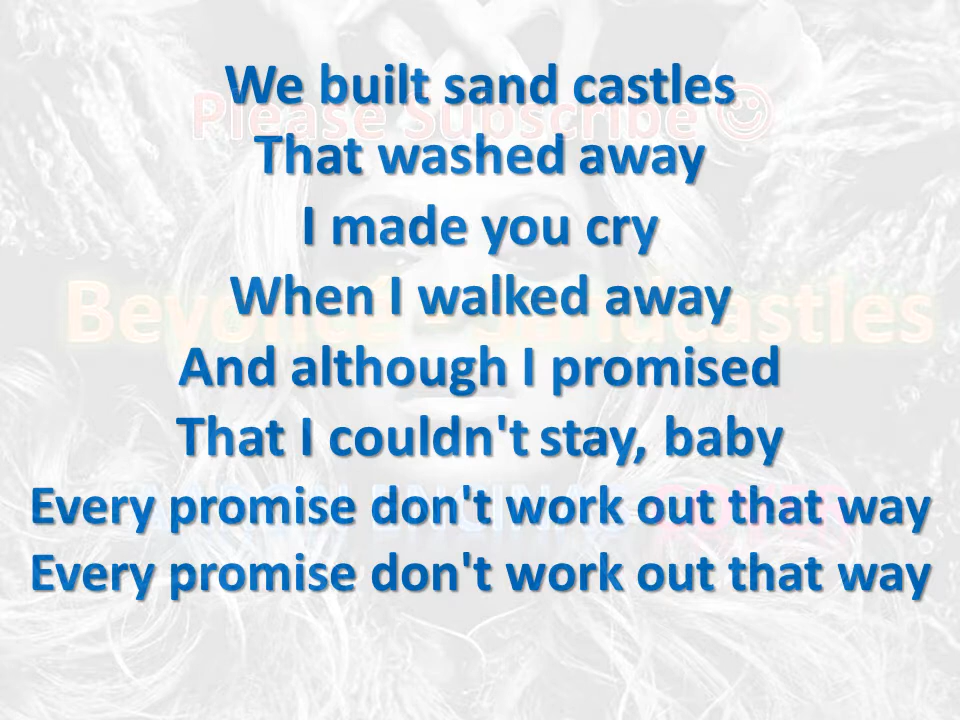 We built sand castles
Please Subscribe ☺
That washed away
I made you cry
When I walked away
Beyoncé - Sandcastles
And although I promised
That I couldn't stay, baby
Every promise don't work out that way
Every promise don't work out that way